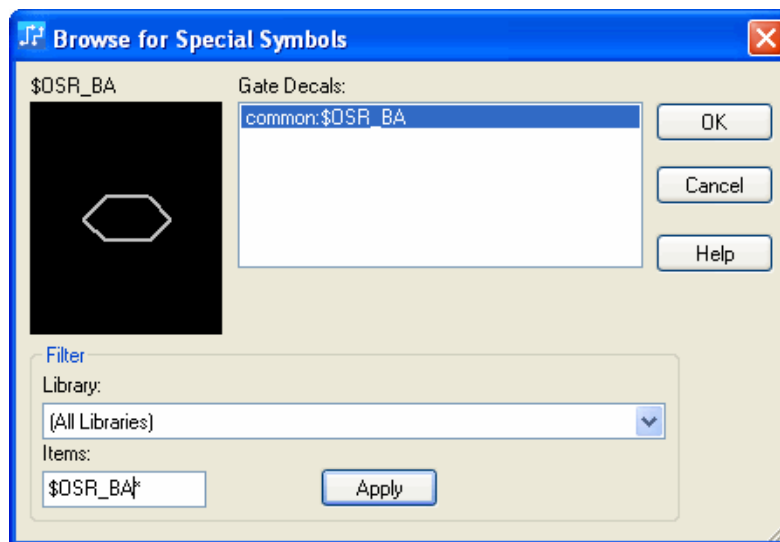 Browse for Special Symbols
$OSR_BA
Gate Decals:
common:$OSR_BA
OK
Cancel
Help
Filter
Library:
(All Libraries)
Items:
$OSR_BA*
Apply